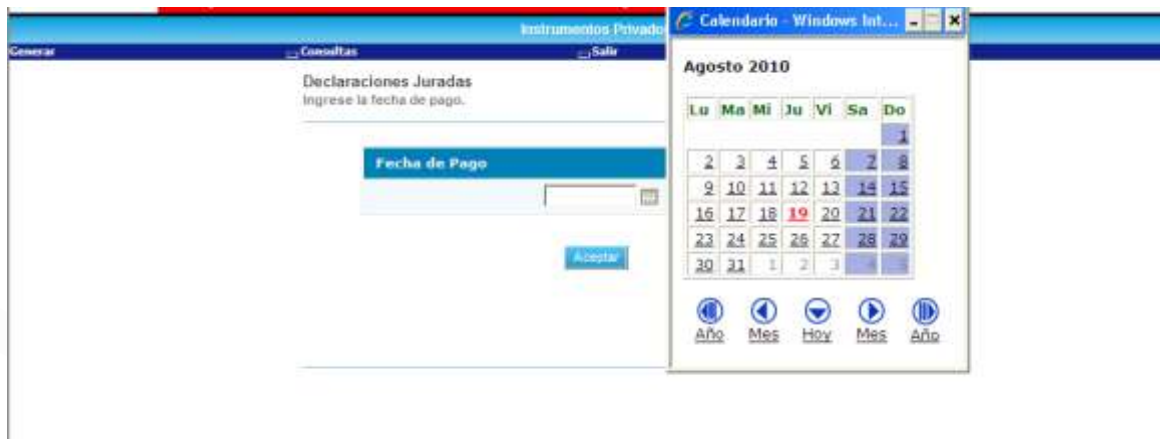 Instrumentos Privado
Generar
Consultas
Salir
Declaraciones Juradas
Ingrese la fecha de pago.
Fecha de Pago
Aceptar
Calendario - Windows Int...
Agosto 2010
Lu Ma Mi Ju Vi Sa Do
1
2 3 4 5 6 7 8
9 10 11 12 13 14 15
16 17 18 19 20 21 22
23 24 25 26 27 28 29
30 31 1 2 3 4 5
Año Mes Hoy Mes Año